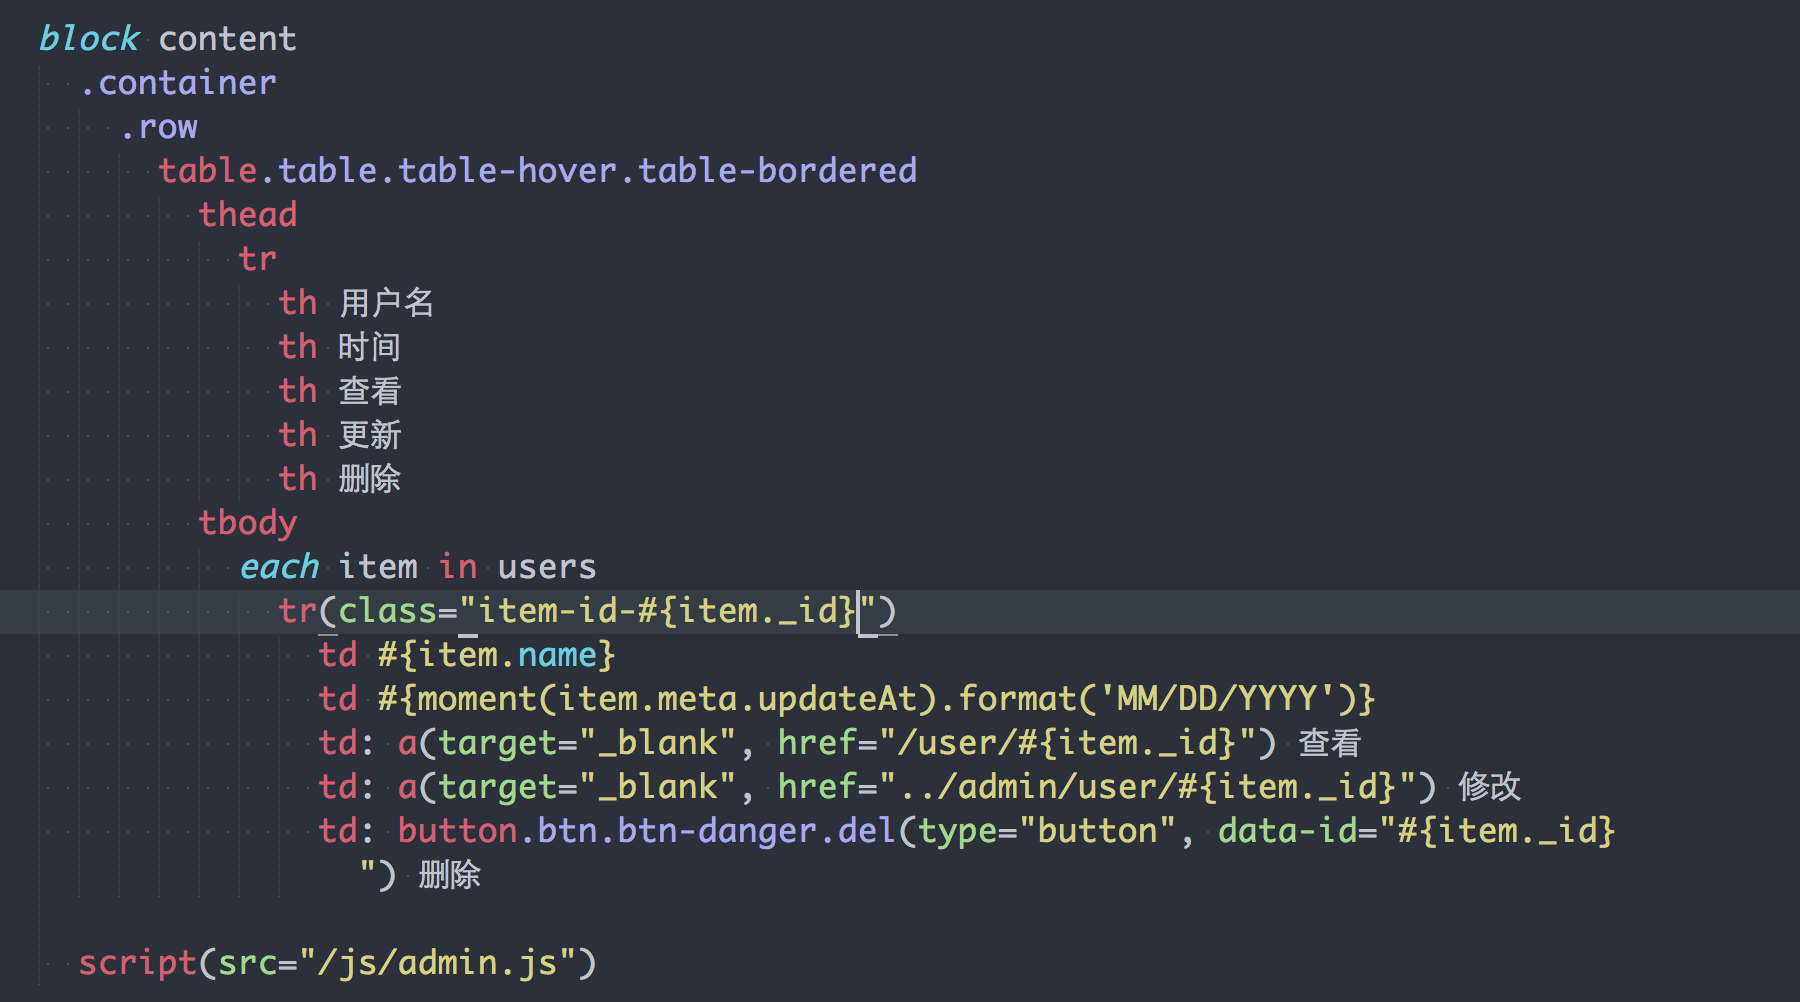 block content
  .container
    .row
      table.table.table-hover.table-bordered
        thead
          tr
            th 用户名
            th 时间
            th 查看
            th 更新
            th 删除
        tbody
          each item in users
            tr(class="item-id-#{item._id}")
              td #{item.name}
              td #{moment(item.meta.updateAt).format('MM/DD/YYYY')}
              td: a(target="_blank", href="/user/#{item._id}") 查看
              td: a(target="_blank", href="../admin/user/#{item._id}") 修改
              td: button.btn.btn-danger.del(type="button", data-id="#{item._id}
                ") 删除
  script(src="/js/admin.js")